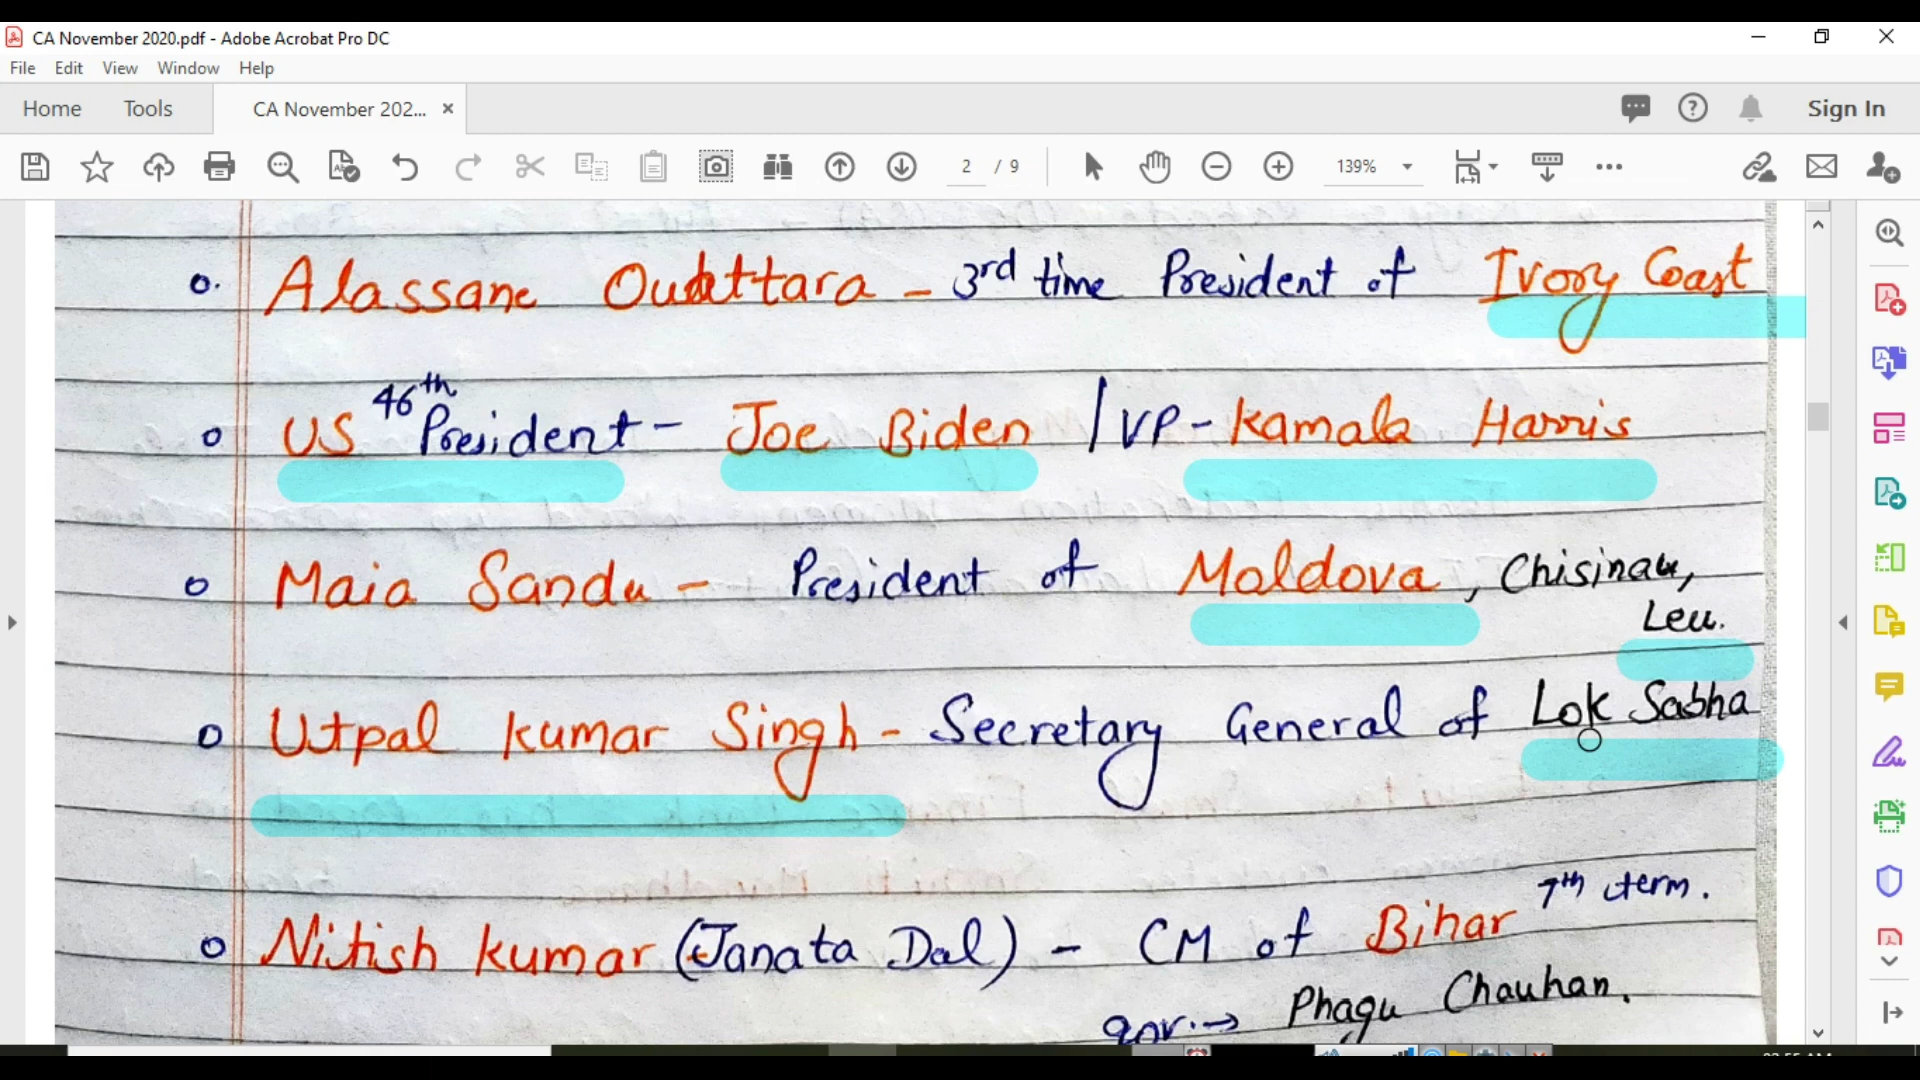 CA November 2020.pdf - Adobe Acrobat Pro DC
File Edit View Window Help
Home Tools CA November 202... × Sign In
2 / 9 139%
o. Alassane Ouattara - 3rd time President of Ivory Coast
o US 46th President - Joe Biden / VP - Kamala Harris
o Maia Sandu - President of Moldova, Chisinau,
Leu.
o Utpal Kumar Singh - Secretary General of Lok Sabha
o Nitish Kumar (Janata Dal) - CM of Bihar 7th term.
gov. → Phagu Chauhan.